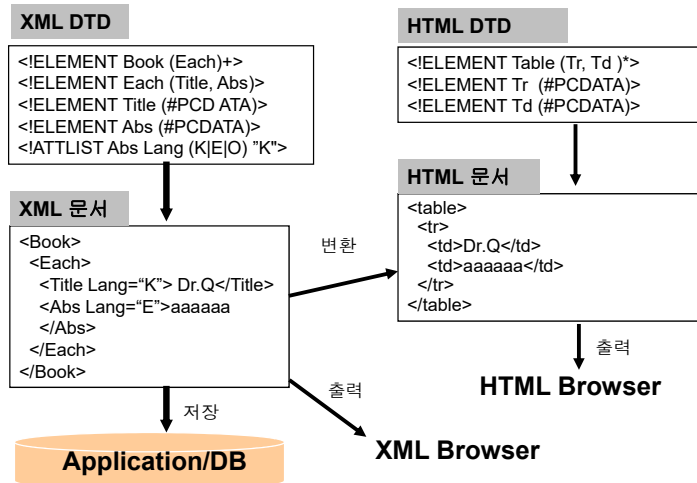 XML DTD
<!ELEMENT Book (Each)+>
<!ELEMENT Each (Title, Abs)>
<!ELEMENT Title (#PCD ATA)>
<!ELEMENT Abs (#PCDATA)>
<!ATTLIST Abs Lang (K|E|O) ”K">
HTML DTD
<!ELEMENT Table (Tr, Td )*>
<!ELEMENT Tr (#PCDATA)>
<!ELEMENT Td (#PCDATA)>
XML 문서
<Book>
<Each>
<Title Lang=“K”> Dr.Q</Title>
<Abs Lang=“E”>aaaaaa
</Abs>
</Each>
</Book>
변환
HTML 문서
<table>
<tr>
<td>Dr.Q</td>
<td>aaaaaa</td>
</tr>
</table>
출력
HTML Browser
저장
Application/DB
출력
XML Browser